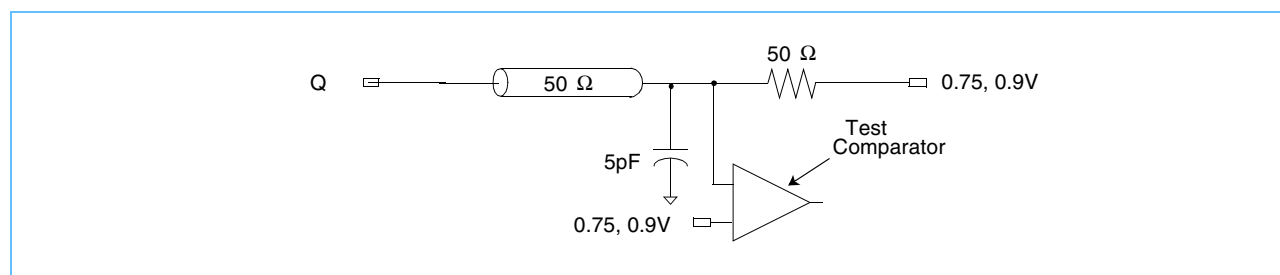 50 Ω
Q
50 Ω
0.75, 0.9V
Test
Comparator
5pF
0.75, 0.9V